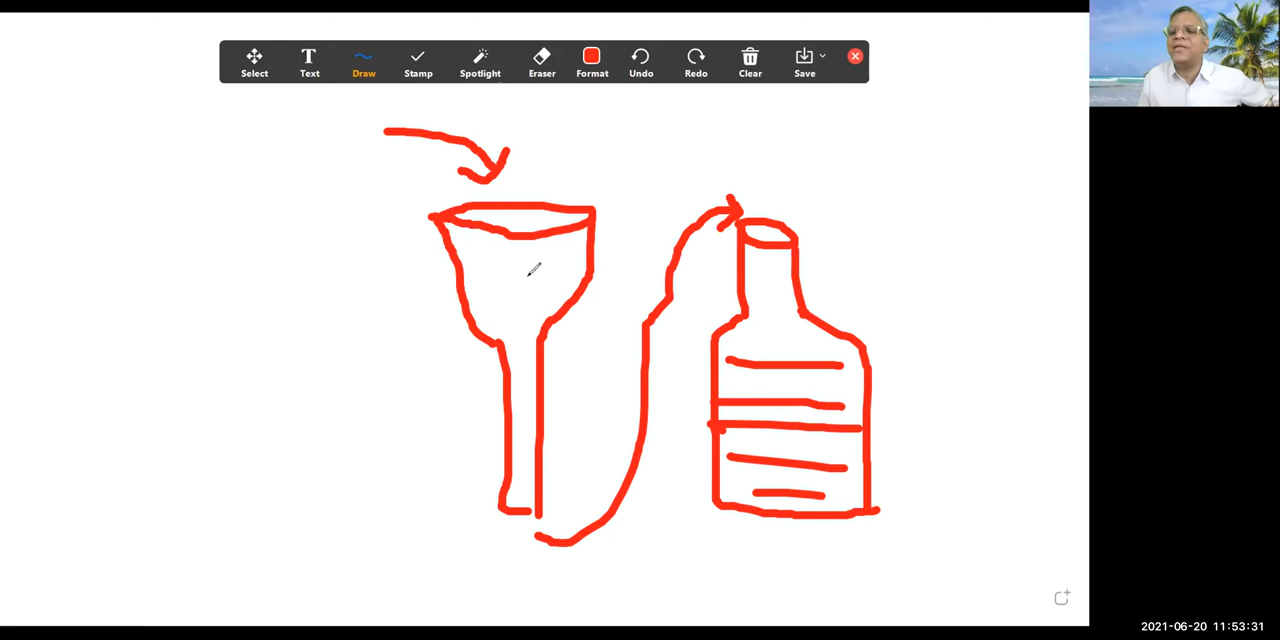 Select Text Draw Stamp Spotlight Eraser Format Undo Redo Clear Save
2021-06-20 11:53:31